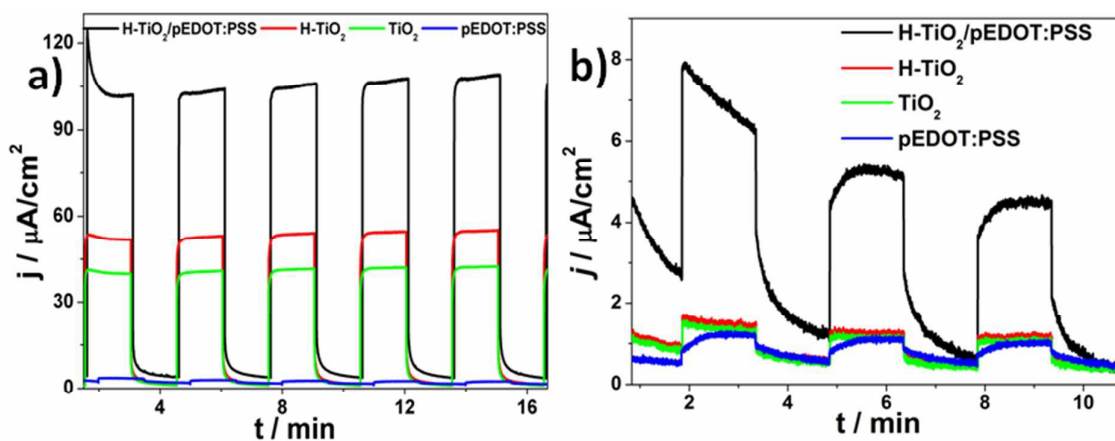 H-TiO₂/pEDOT:PSS H-TiO₂ TiO₂ pEDOT:PSS
a)
120
90
60
30
0
j / µA/cm²
4 8 12 16
t / min
b)
H-TiO₂/pEDOT:PSS
H-TiO₂
TiO₂
pEDOT:PSS
8
6
4
2
0
j / µA/cm²
2 4 6 8 10
t / min